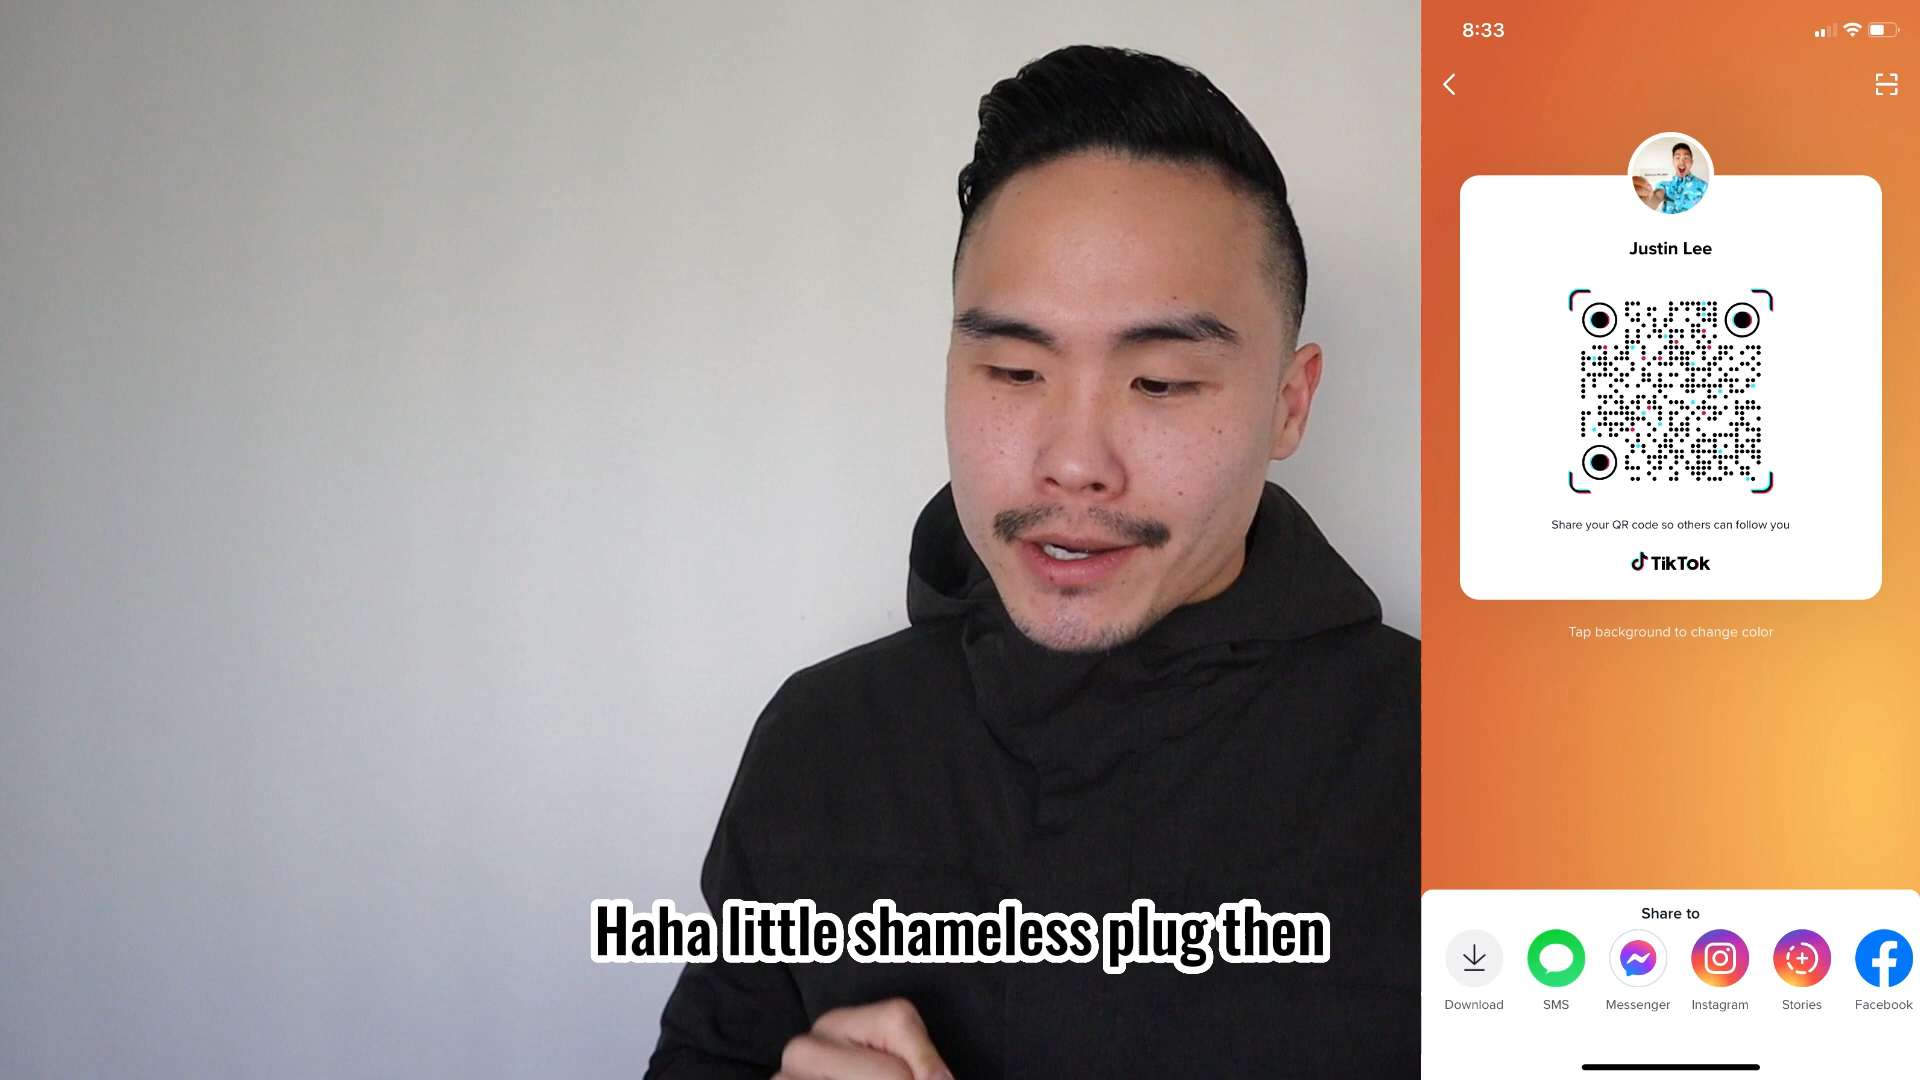 8:33
Justin Lee
Share your QR code so others can follow you
TikTok
Tap background to change color
Haha little shameless plug then
Share to
Download
SMS
Messenger
Instagram
Stories
Facebook